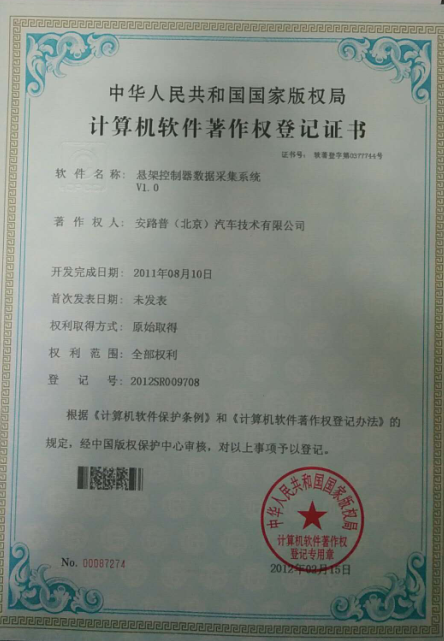 中华人民共和国国家版权局
计算机软件著作权登记证书
证书号： 软著登字第0377744号
软件名称： 悬架控制器数据采集系统
V1.0
著作权人： 安路普（北京）汽车技术有限公司
开发完成日期： 2011年08月10日
首次发表日期： 未发表
权利取得方式： 原始取得
权利范围： 全部权利
登记号： 2012SR009708
根据《计算机软件保护条例》和《计算机软件著作权登记办法》的
规定，经中国版权保护中心审核，对以上事项予以登记。
中华人民共和国国家版权局
计算机软件著作权
登记专用章
No. 00087274
2012年02月15日